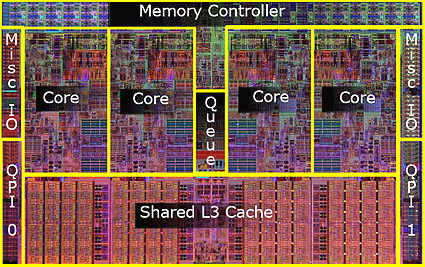 Memory Controller
Misc IO
Core
Core
Queue
Core
Core
Misc IO
QPI 0
Shared L3 Cache
QPI 1